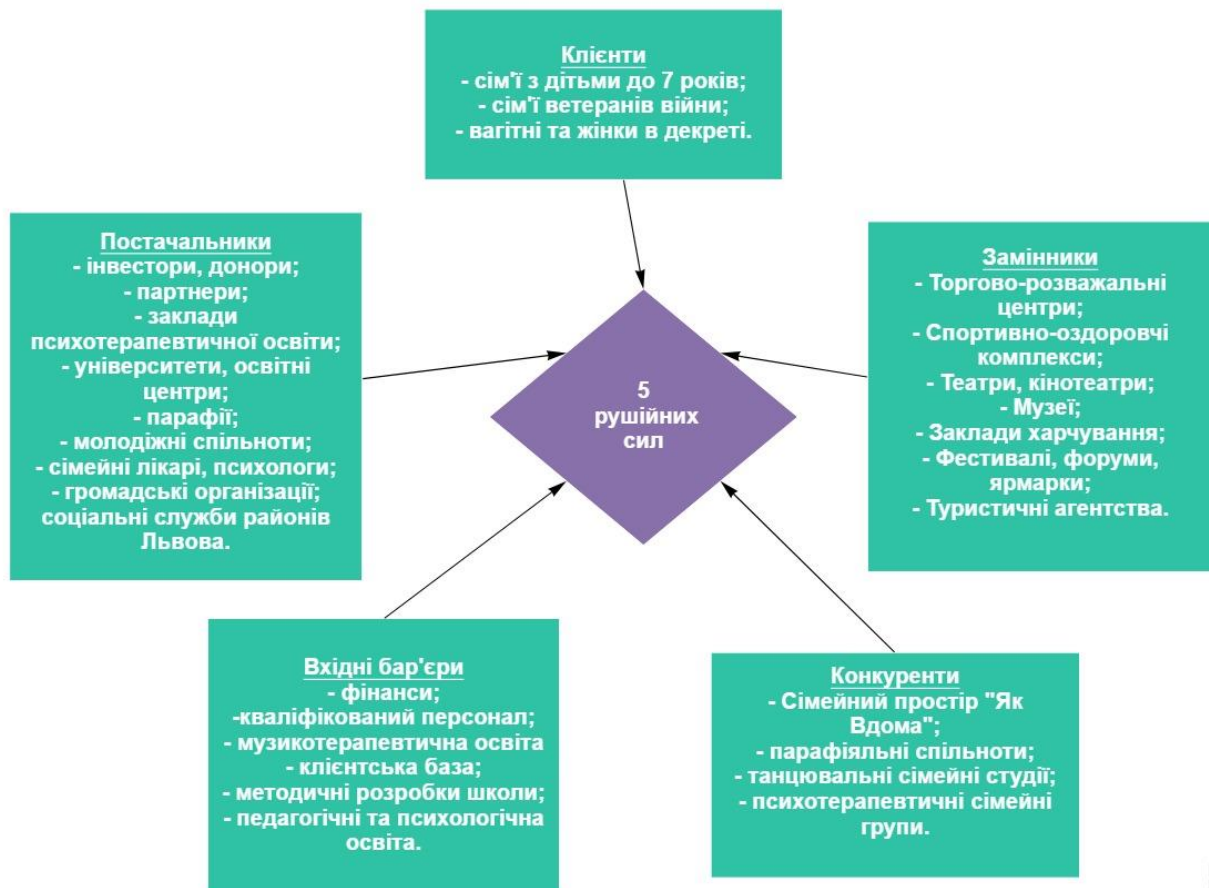 Клієнти
- сім'ї з дітьми до 7 років;
- сім'ї ветеранів війни;
- вагітні та жінки в декреті.
Постачальники
- інвестори, донори;
- партнери;
- заклади
психотерапевтичної освіти;
- університети, освітні
центри;
- парафії;
- молодіжні спільноти;
- сімейні лікарі, психологи;
- громадські організації;
соціальні служби районів
Львова.
5
рушійних
сил
Замінники
- Торгово-розважальні
центри;
- Спортивно-оздоровчі
комплекси;
- Театри, кінотеатри;
- Музеї;
- Заклади харчування;
- Фестивалі, форуми,
ярмарки;
- Туристичні агентства.
Вхідні бар'єри
- фінанси;
-кваліфікований персонал;
- музикотерапевтична освіта
- клієнтська база;
- методичні розробки школи;
- педагогічні та психологічна
освіта.
Конкуренти
- Сімейний простір "Як
Вдома";
- парафіяльні спільноти;
- танцювальні сімейні студії;
- психотерапевтичні сімейні
групи.